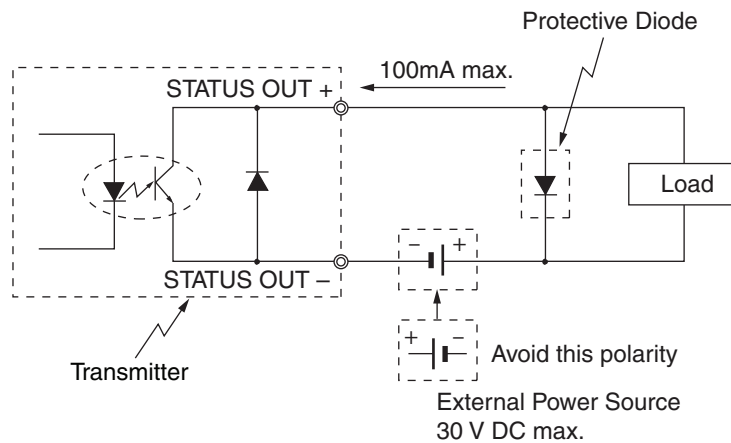 Protective Diode
STATUS OUT +
100mA max.
Load
− +
STATUS OUT –
+ −
Avoid this polarity
Transmitter
External Power Source
30 V DC max.